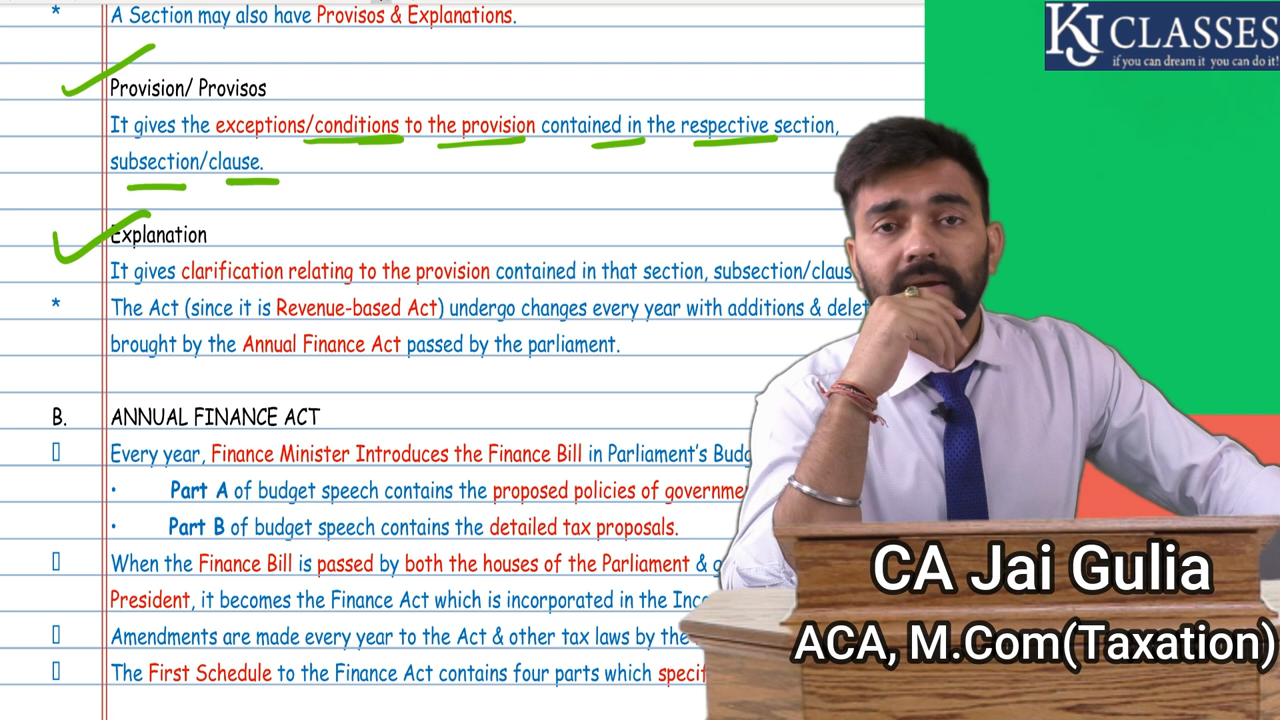 * A Section may also have Provisos & Explanations.
Provision/ Provisos
It gives the exceptions/conditions to the provision contained in the respective section,
subsection/clause.
Explanation
It gives clarification relating to the provision contained in that section, subsection/claus
* The Act (since it is Revenue-based Act) undergo changes every year with additions & delet
brought by the Annual Finance Act passed by the parliament.
B. ANNUAL FINANCE ACT
Every year, Finance Minister Introduces the Finance Bill in Parliament's Budg
• Part A of budget speech contains the proposed policies of governme
• Part B of budget speech contains the detailed tax proposals.
When the Finance Bill is passed by both the houses of the Parliament & g
President, it becomes the Finance Act which is incorporated in the Inco
Amendments are made every year to the Act & other tax laws by the
The First Schedule to the Finance Act contains four parts which specif
KJ CLASSES
if you can dream it you can do it!
CA Jai Gulia
ACA, M.Com(Taxation)